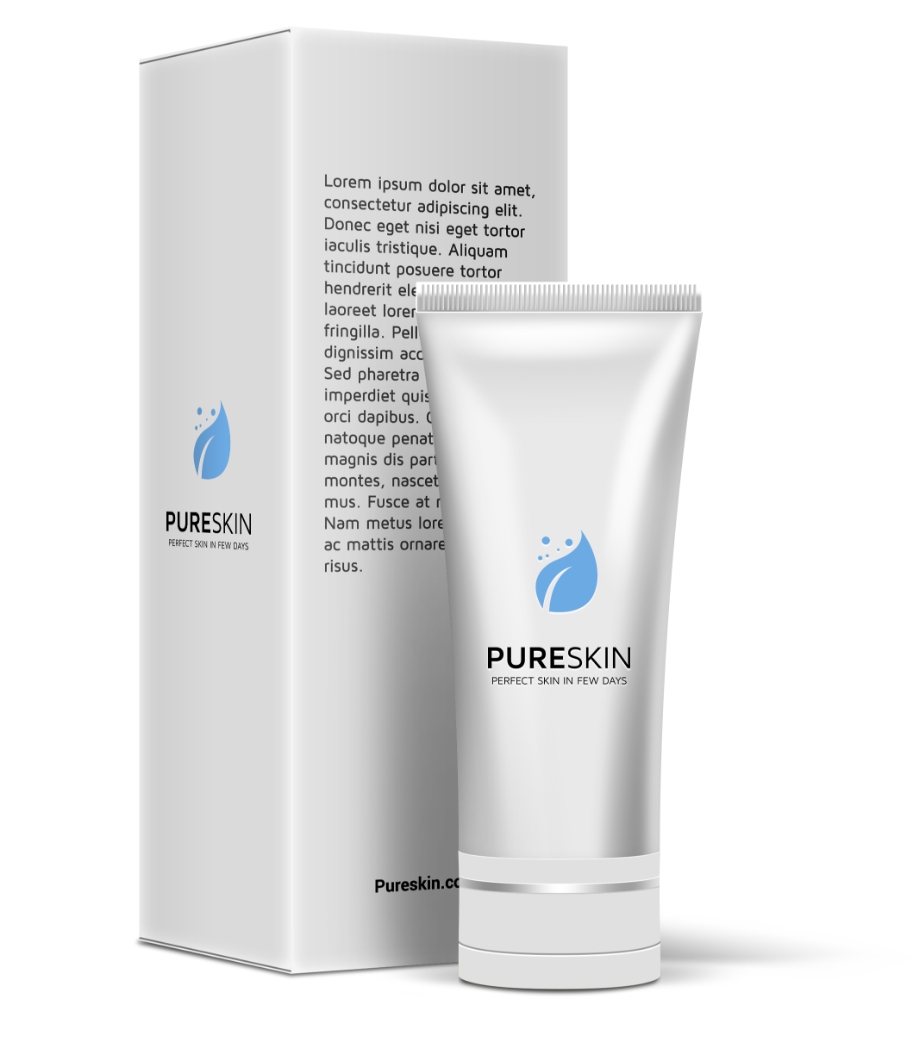 Lorem ipsum dolor sit amet,
consectetur adipiscing elit.
Donec eget nisi eget tortor
iaculis tristique. Aliquam
tincidunt posuere tortor
hendrerit
laoreet
fringilla.
dignissim
Sed pharetra
imperdiet
orci dapibus.
natoque
magnis dis
montes,
mus. Fusce at
Nam metus
ac mattis ornare
risus.
PURESKIN
PERFECT SKIN IN FEW DAYS
PURESKIN
PERFECT SKIN IN FEW DAYS